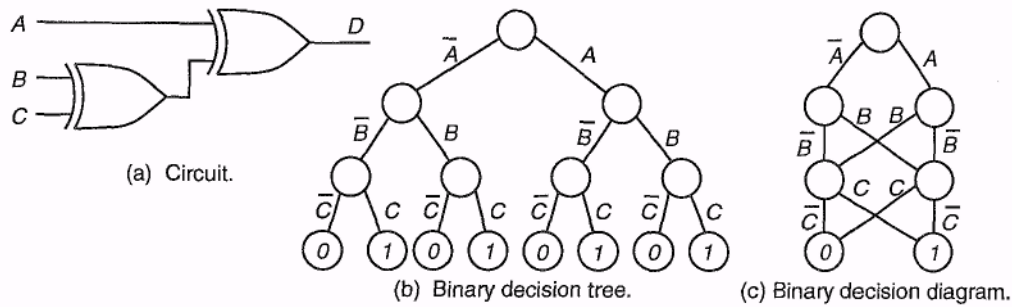 A
B
C
D
(a) Circuit.
A̅ A
B̅ B B̅ B
C̅ C C̅ C C̅ C C̅ C
0 1 0 1 0 1 0 1
(b) Binary decision tree.
A̅ A
B B
B̅ B̅
C C
C̅ C̅
0 1
(c) Binary decision diagram.